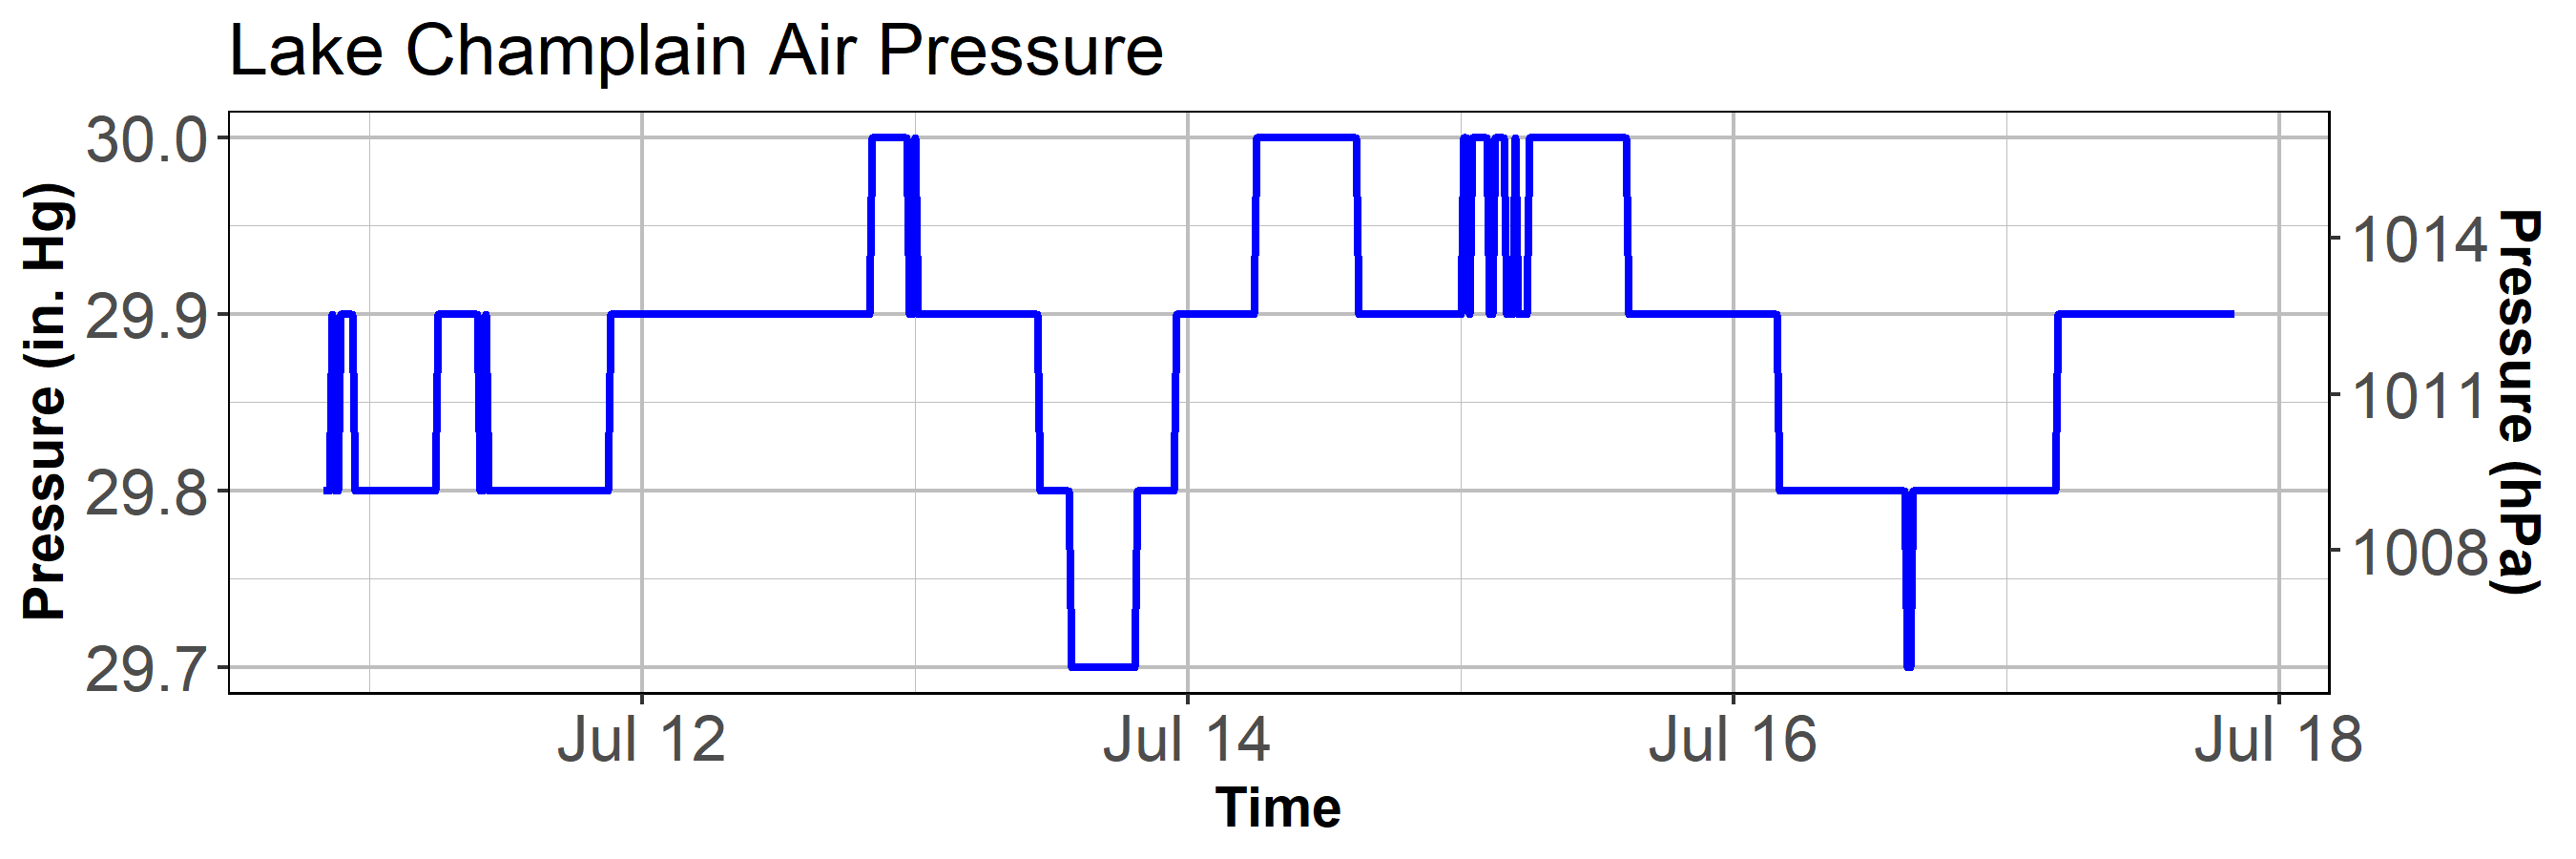 Lake Champlain Air Pressure
Pressure (in. Hg)
30.0
29.9
29.8
29.7
1014
1011
1008
Pressure (hPa)
Jul 12
Jul 14
Jul 16
Jul 18
Time